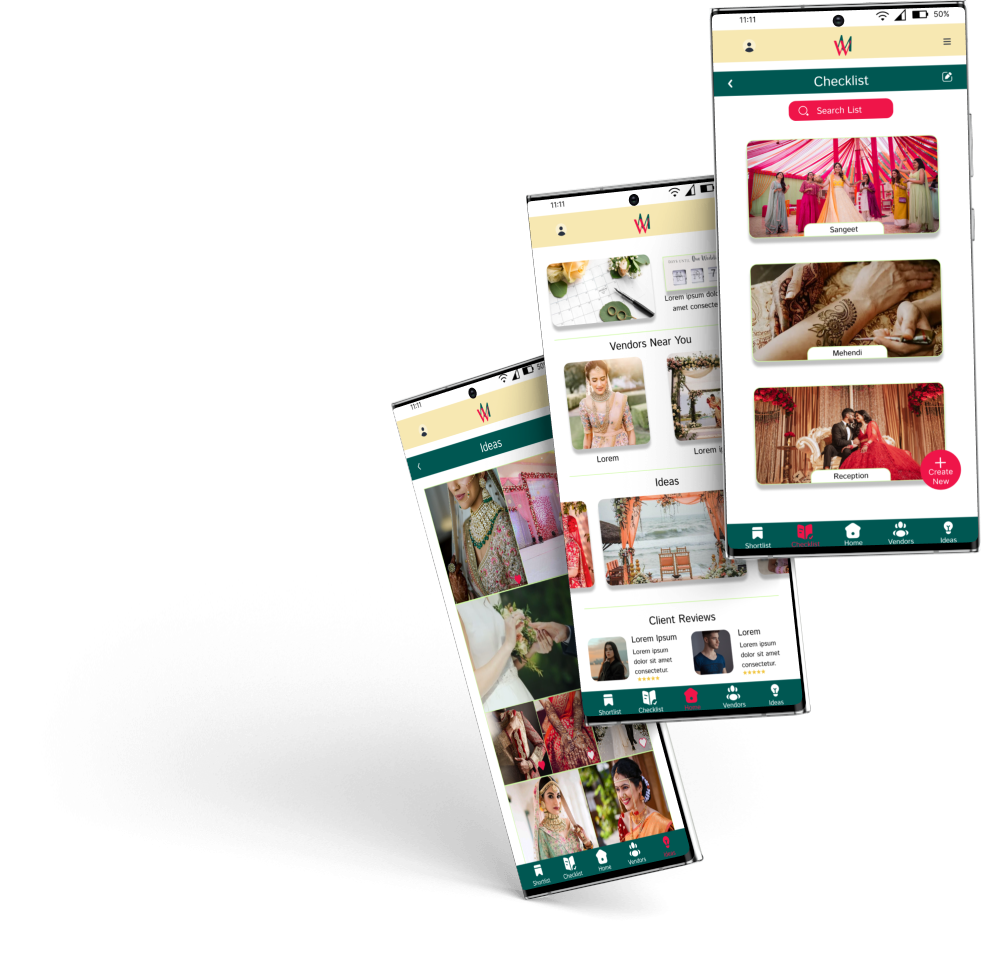 11:11
50%
Checklist
Search List
Sangeet
Mehendi
Reception
Create
New
Shortlist
Checklist
Home
Vendors
Ideas
11:11
Lorem ipsum
amet
Vendors Near You
Lorem
Lorem
Ideas
Client Reviews
Lorem Ipsum
Lorem ipsum
dolor sit amet
consectetur.
Lorem
Lorem ipsum
dolor sit amet
consectetur.
Shortlist
Checklist
Vendors
Ideas
11:11
Ideas
Shortlist
Checklist
Home
Vendors
Ideas